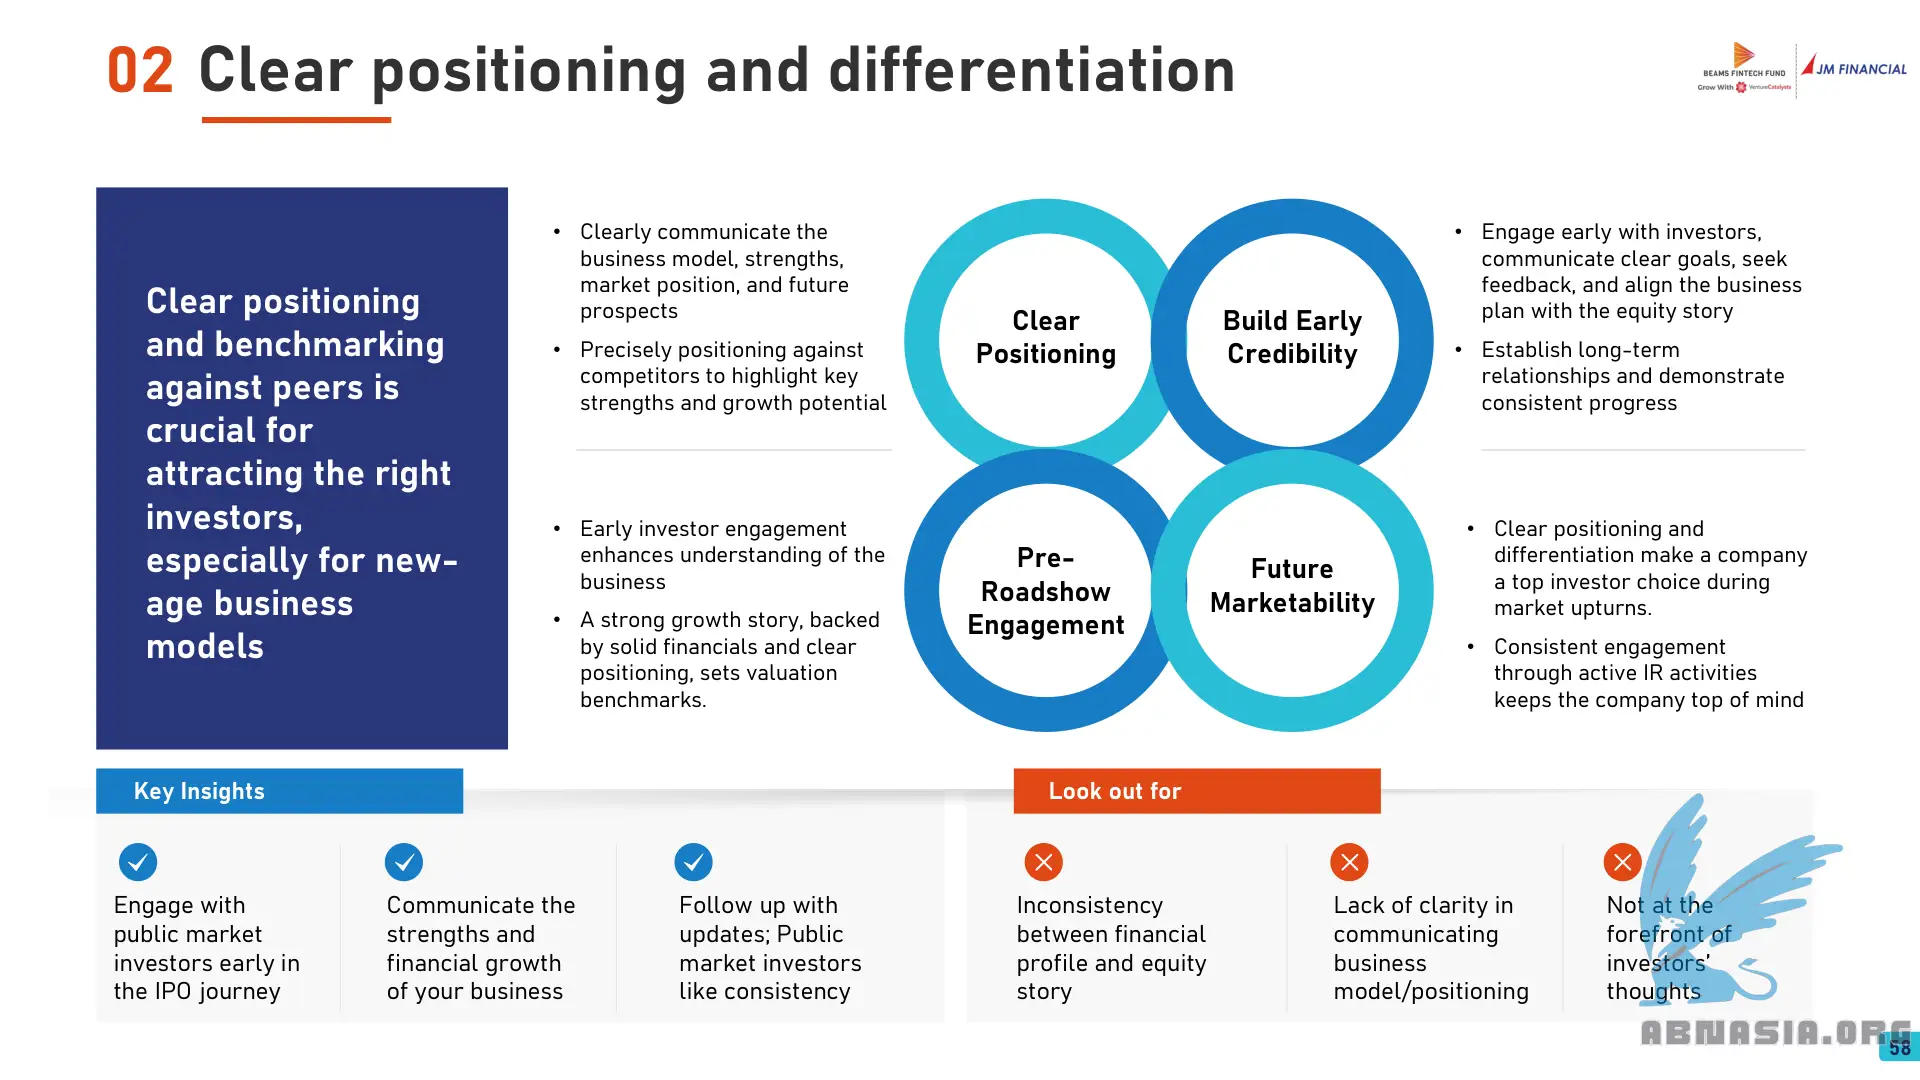 02 Clear positioning and differentiation
BEAMS FINTECH FUND
Grow With VentureCatalysts
JM FINANCIAL
Clear positioning
and benchmarking
against peers is
crucial for
attracting the right
investors,
especially for new-
age business
models
• Clearly communicate the
business model, strengths,
market position, and future
prospects
• Precisely positioning against
competitors to highlight key
strengths and growth potential
• Early investor engagement
enhances understanding of the
business
• A strong growth story, backed
by solid financials and clear
positioning, sets valuation
benchmarks.
Clear
Positioning
Build Early
Credibility
Pre-
Roadshow
Engagement
Future
Marketability
• Engage early with investors,
communicate clear goals, seek
feedback, and align the business
plan with the equity story
• Establish long-term
relationships and demonstrate
consistent progress
• Clear positioning and
differentiation make a company
a top investor choice during
market upturns.
• Consistent engagement
through active IR activities
keeps the company top of mind
Key Insights
Engage with
public market
investors early in
the IPO journey
Communicate the
strengths and
financial growth
of your business
Follow up with
updates; Public
market investors
like consistency
Look out for
Inconsistency
between financial
profile and equity
story
Lack of clarity in
communicating
business
model/positioning
Not at the
forefront of
investors'
thoughts
ABNASIA.ORG
58